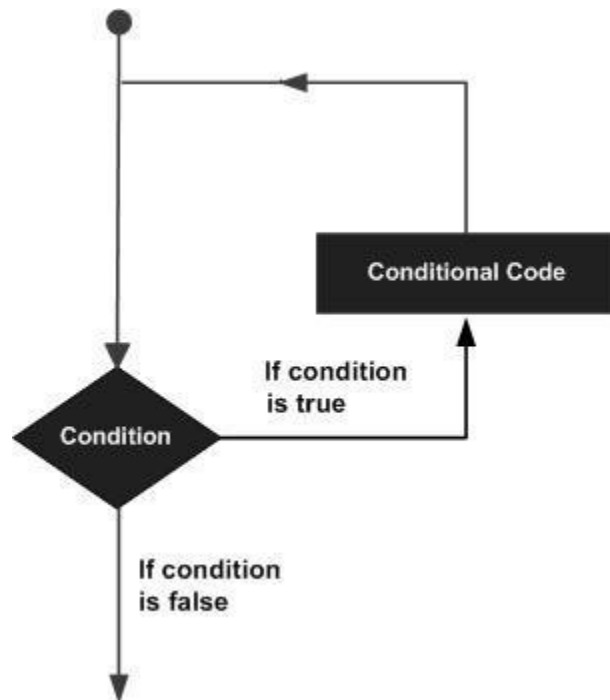 Conditional Code
If condition
is true
Condition
If condition
is false